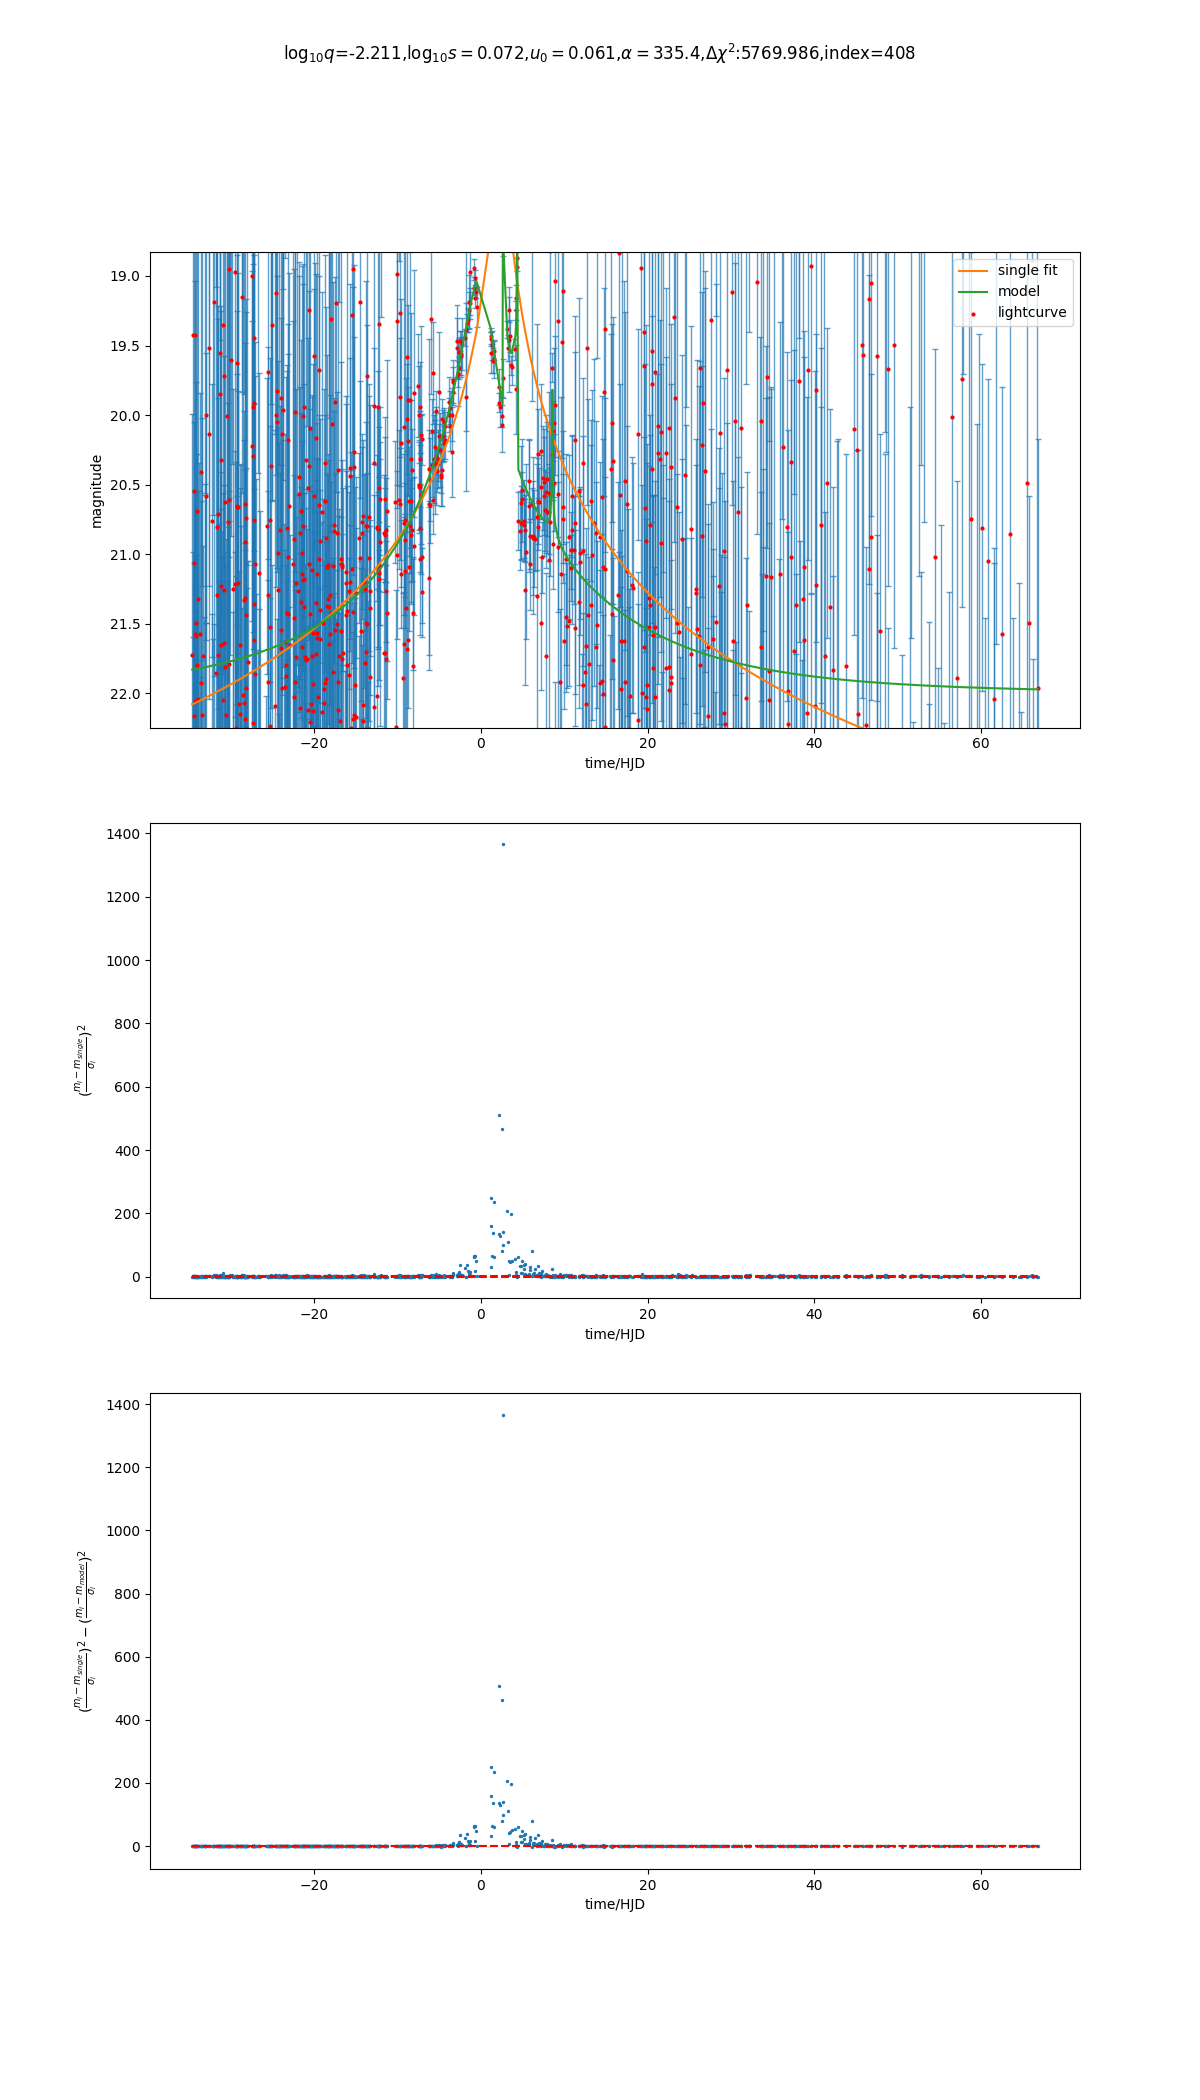 log₁₀q=-2.211,log₁₀s = 0.072,u₀ = 0.061,α = 335.4,Δχ²:5769.986,index=408
19.0
19.5
20.0
20.5
21.0
21.5
22.0
magnitude
single fit
model
lightcurve
−20 0 20 40 60
time/HJD
1400
1200
1000
800
600
400
200
0
(mᵢ − m_single / σᵢ)²
−20 0 20 40 60
time/HJD
1400
1200
1000
800
600
400
200
0
(mᵢ − m_single / σᵢ)² − (mᵢ − m_model / σᵢ)²
−20 0 20 40 60
time/HJD